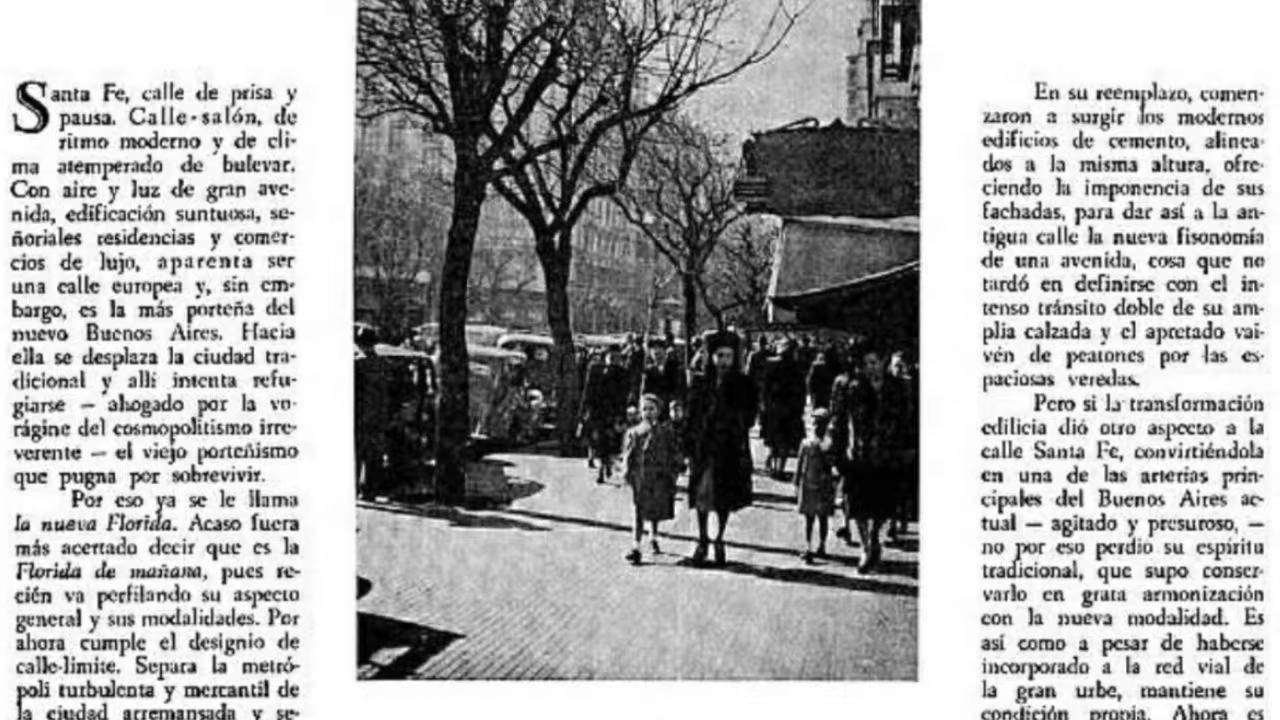 Santa Fe, calle de prisa y
pausa. Calle-salón, de
ritmo moderno y de cli-
ma atemperado de bulevar.
Con aire y luz de gran ave-
nida, edificación suntuosa, se-
ñoriales residencias y comer-
cios de lujo, aparenta ser
una calle europea y, sin em-
bargo, es la más porteña del
nuevo Buenos Aires. Hacia
ella se desplaza la ciudad tra-
dicional y allí intenta refu-
giarse — ahogado por la vo-
rágine del cosmopolitismo irre-
verente — el viejo porteñismo
que pugna por sobrevivir.
Por eso ya se le llama
la nueva Florida. Acaso fuera
más acertado decir que es la
Florida de mañana, pues re-
cién va perfilando su aspecto
general y sus modalidades. Por
ahora cumple el designio de
calle-límite. Separa la metró-
poli turbulenta y mercantil de
la ciudad arremansada y se-
En su reemplazo, comen-
zaron a surgir los modernos
edificios de cemento, alinea-
dos a la misma altura, ofre-
ciendo la imponencia de sus
fachadas, para dar así a la an-
tigua calle la nueva fisonomía
de una avenida, cosa que no
tardó en definirse con el in-
tenso tránsito doble de su am-
plia calzada y el apretado vai-
vén de peatones por las es-
paciosas veredas.
Pero si la transformación
edilicia dió otro aspecto a la
calle Santa Fe, convirtiéndola
en una de las arterias prin-
cipales del Buenos Aires ac-
tual — agitado y presuroso, —
no por eso perdió su espíritu
tradicional, que supo conser-
varlo en grata armonización
con la nueva modalidad. Es
así como a pesar de haberse
incorporado a la red vial de
la gran urbe, mantiene su
condición propia. Ahora es